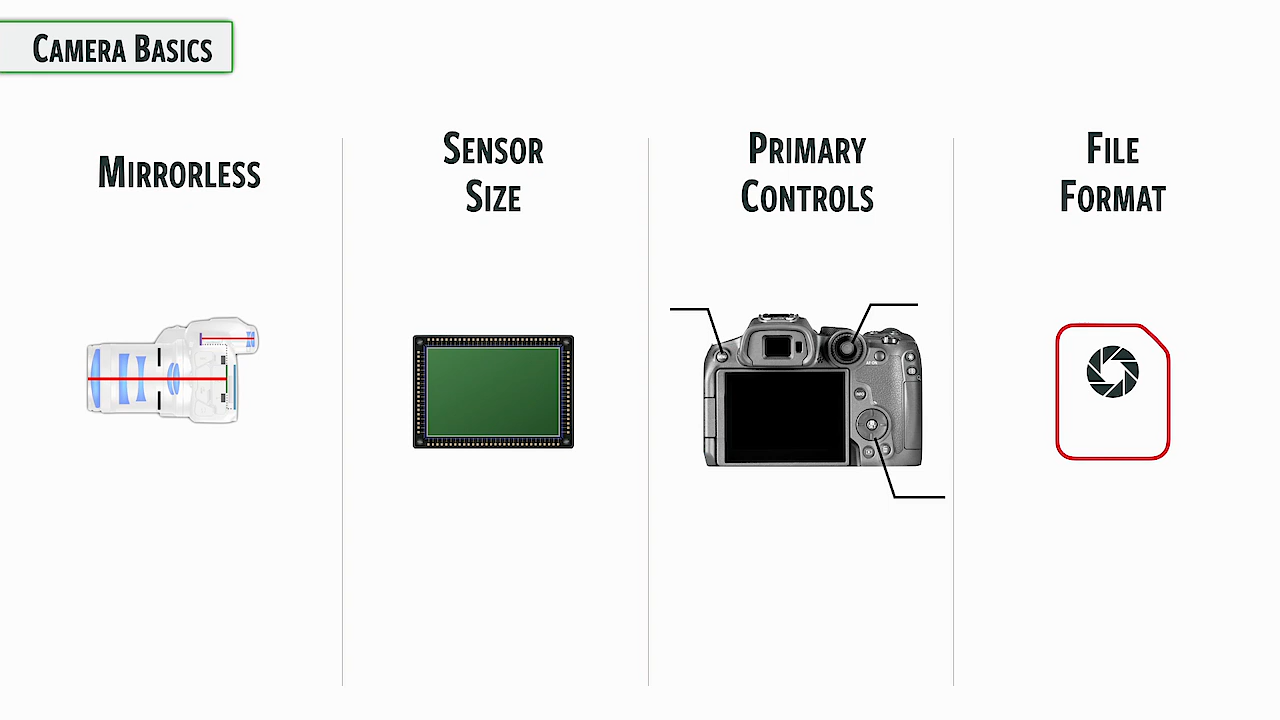 Camera Basics
Mirrorless
Sensor
Size
Primary
Controls
File
Format